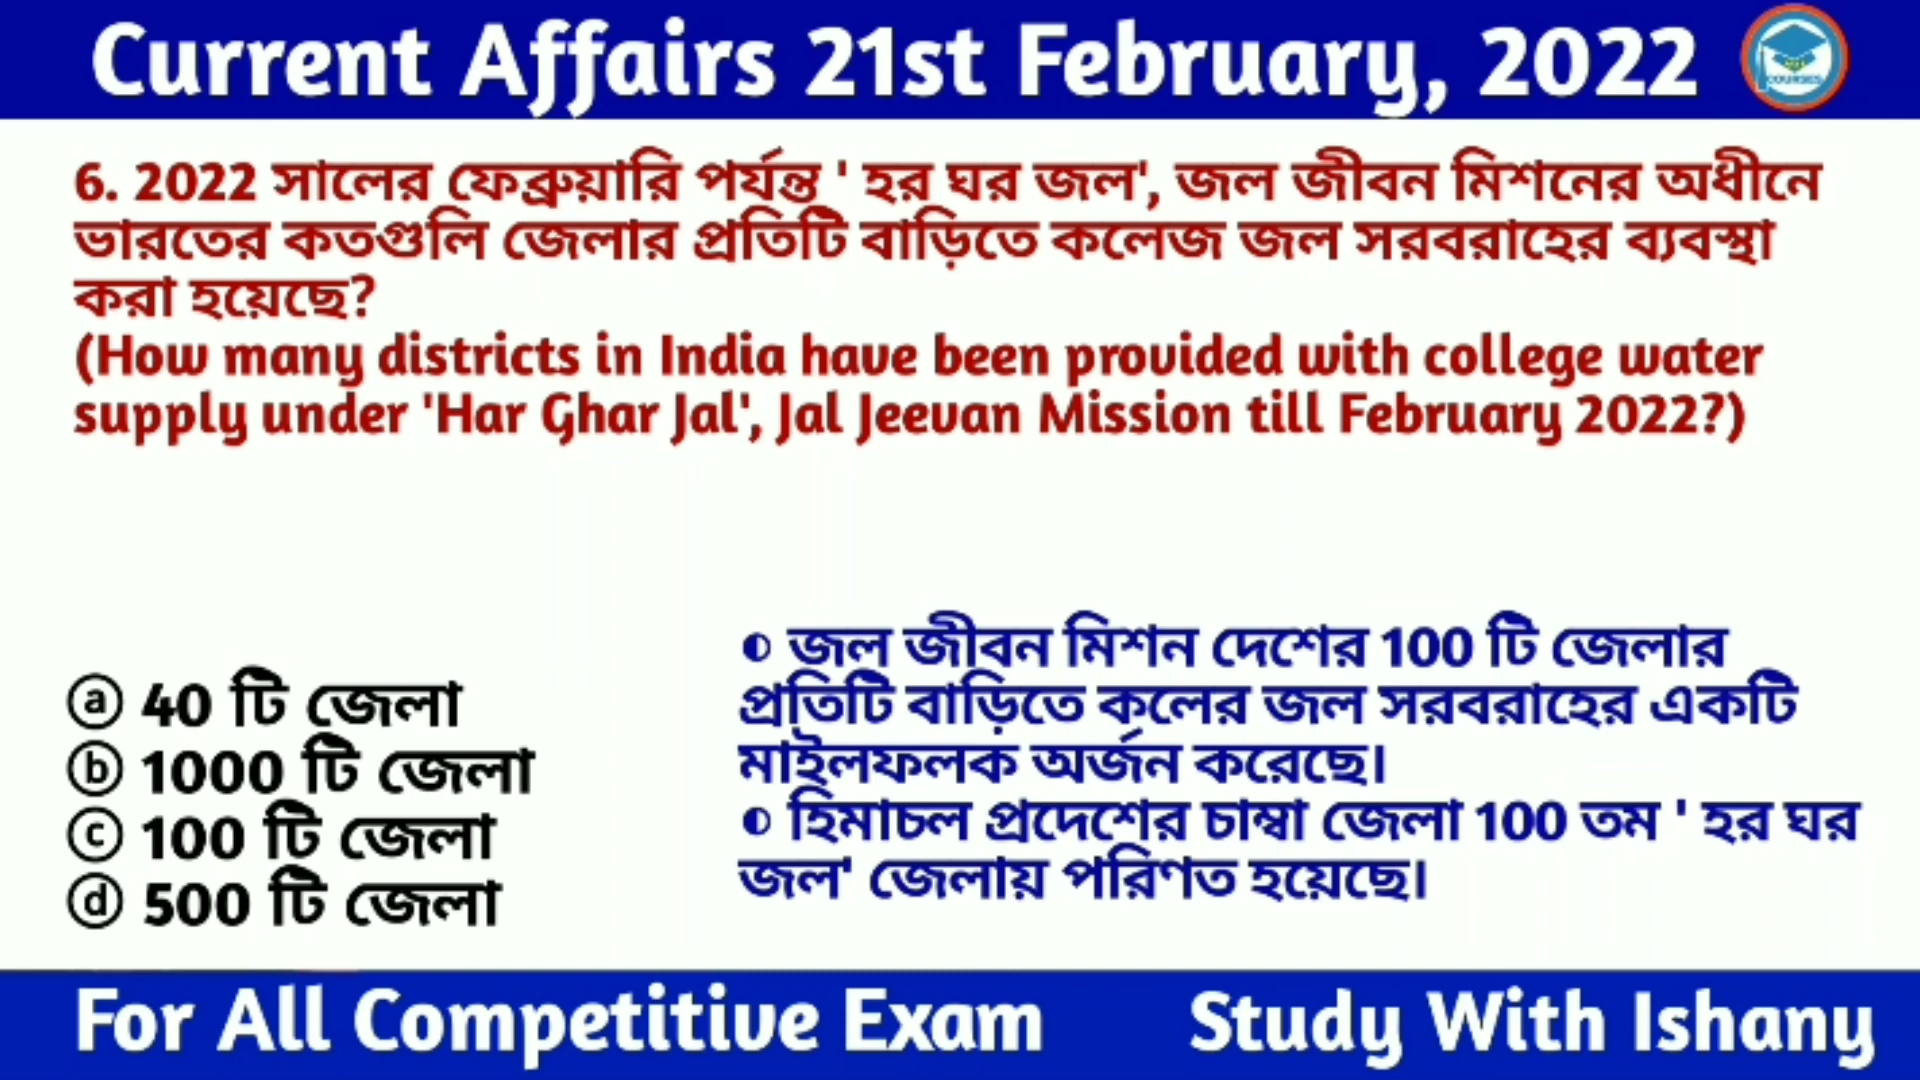 Current Affairs 21st February, 2022
COURSES
6. 2022 সালের ফেব্রুয়ারি পর্যন্ত ' হর ঘর জল', জল জীবন মিশনের অধীনে
ভারতের কতগুলি জেলার প্রতিটি বাড়িতে কলেজ জল সরবরাহের ব্যবস্থা
করা হয়েছে?
(How many districts in India have been provided with college water
supply under 'Har Ghar Jal', Jal Jeevan Mission till February 2022?)
ⓐ 40 টি জেলা
ⓑ 1000 টি জেলা
ⓒ 100 টি জেলা
ⓓ 500 টি জেলা
◐ জল জীবন মিশন দেশের 100 টি জেলার
প্রতিটি বাড়িতে কলের জল সরবরাহের একটি
মাইলফলক অর্জন করেছে।
◐ হিমাচল প্রদেশের চাম্বা জেলা 100 তম ' হর ঘর
জল' জেলায় পরিণত হয়েছে।
For All Competitive Exam Study With Ishany